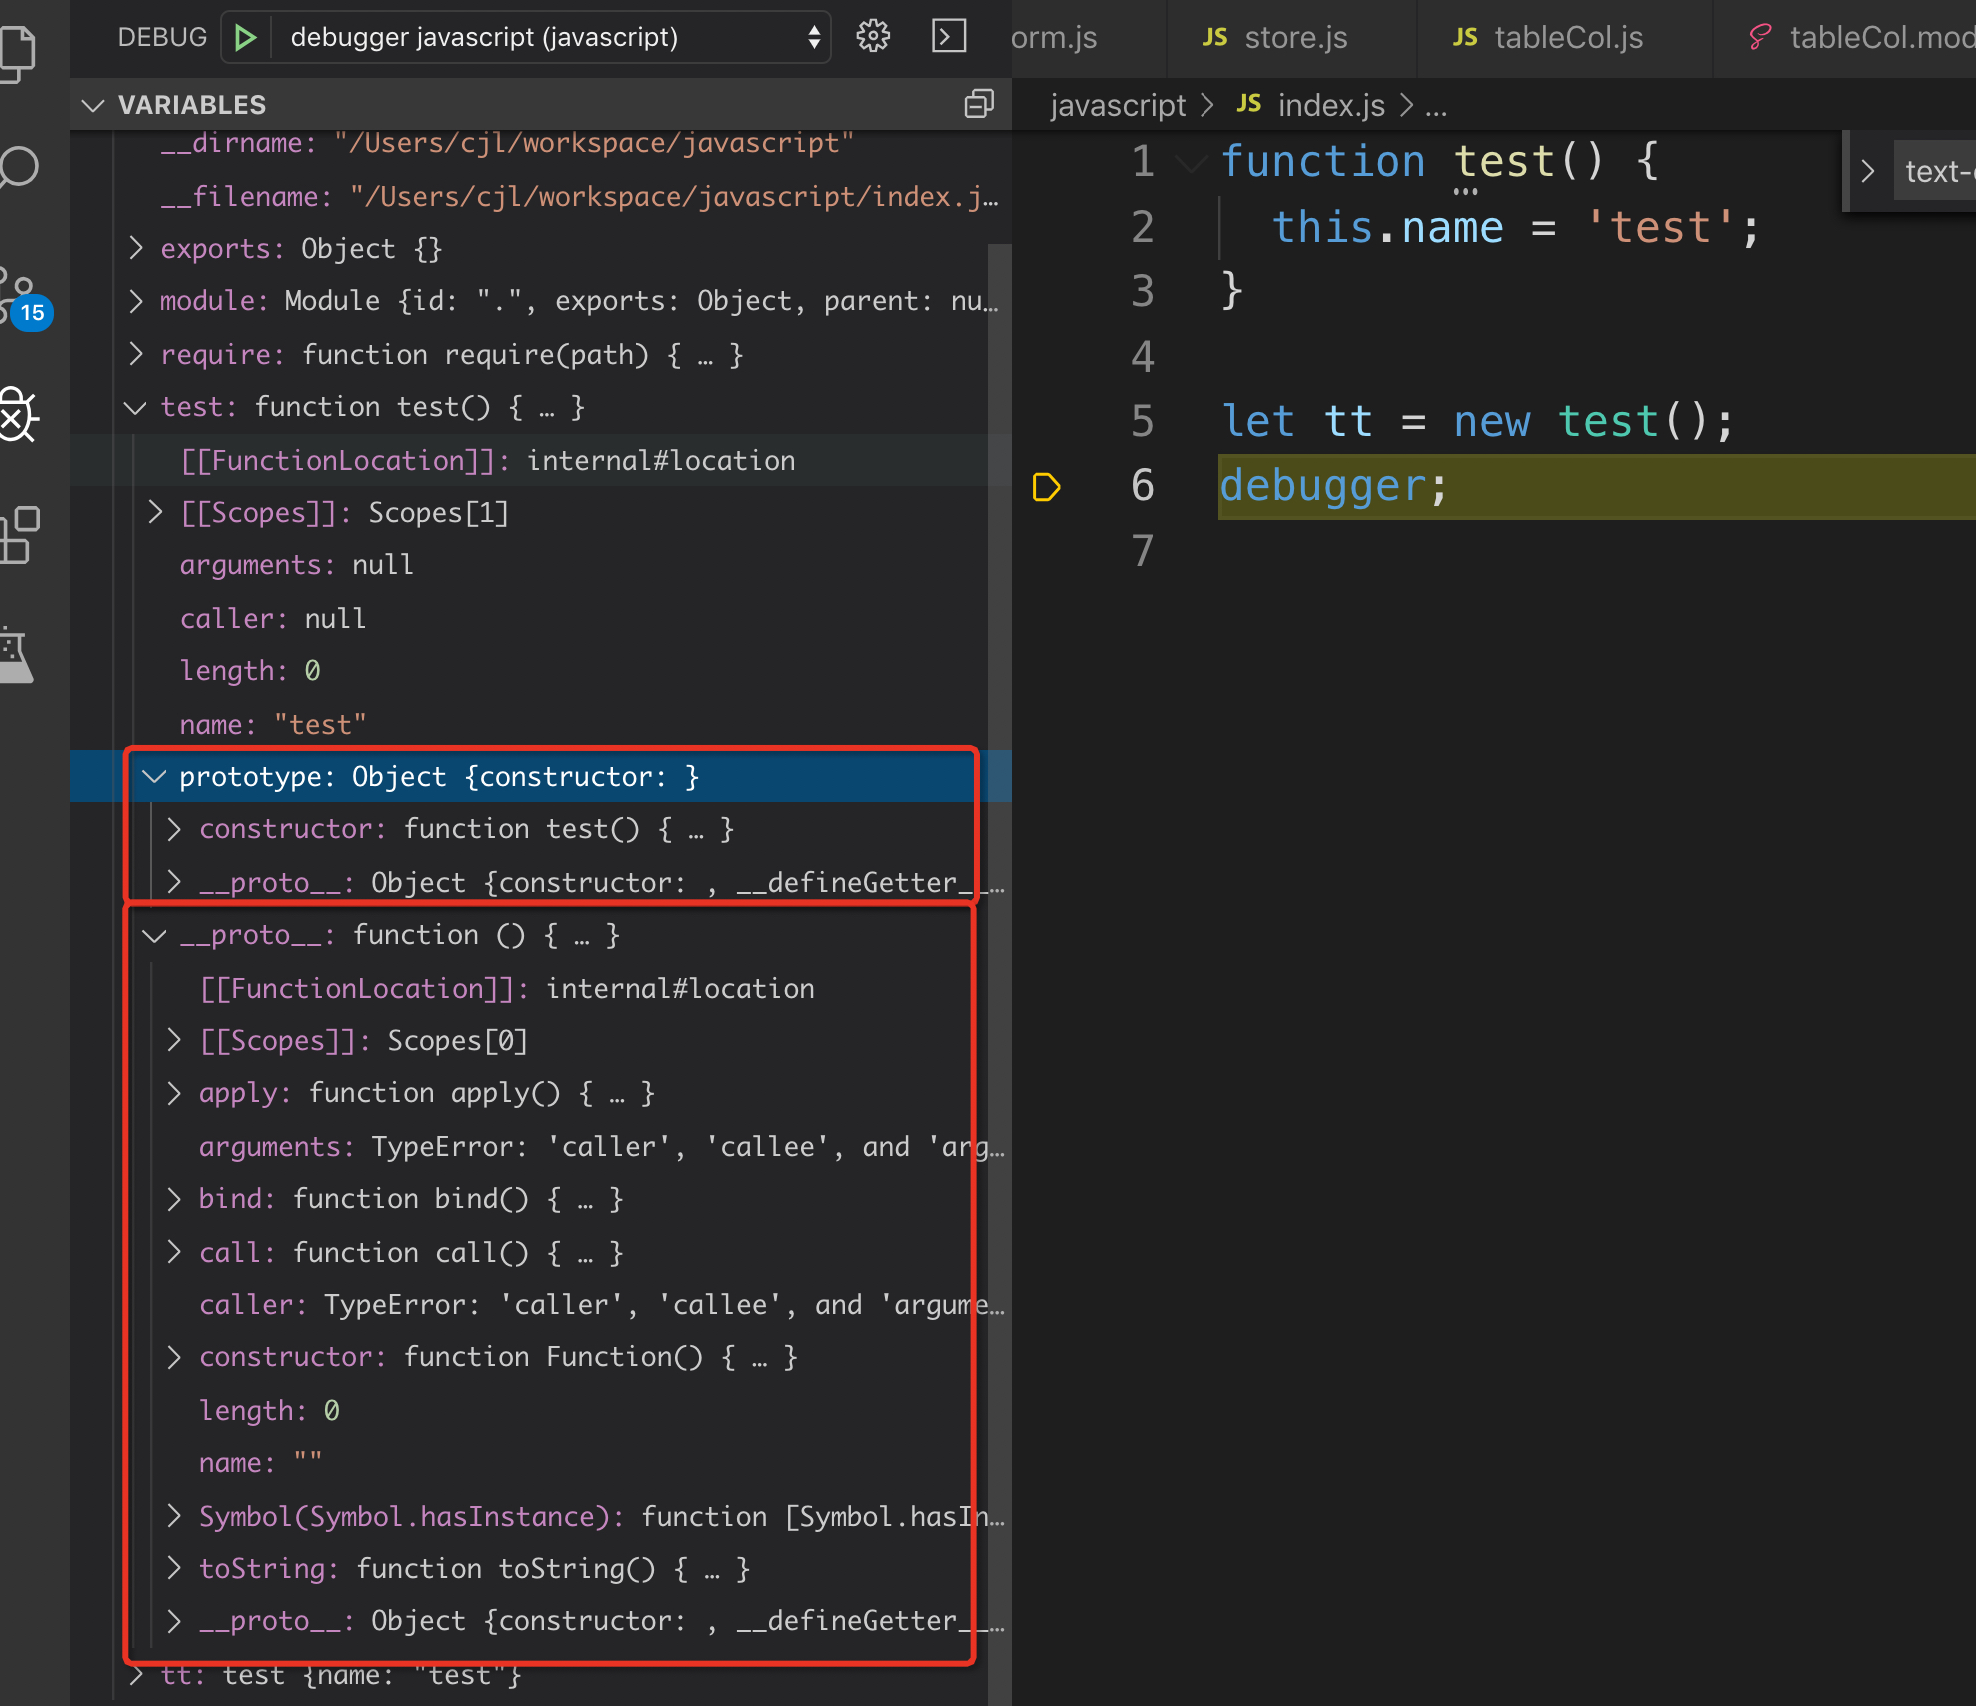 DEBUG debugger javascript (javascript)
VARIABLES
__dirname: "/Users/cjl/workspace/javascript"
__filename: "/Users/cjl/workspace/javascript/index.j…
exports: Object {}
module: Module {id: ".", exports: Object, parent: nu…
require: function require(path) { … }
test: function test() { … }
[[FunctionLocation]]: internal#location
[[Scopes]]: Scopes[1]
arguments: null
caller: null
length: 0
name: "test"
prototype: Object {constructor: }
constructor: function test() { … }
__proto__: Object {constructor: , __defineGetter__…
__proto__: function () { … }
[[FunctionLocation]]: internal#location
[[Scopes]]: Scopes[0]
apply: function apply() { … }
arguments: TypeError: 'caller', 'callee', and 'arg…
bind: function bind() { … }
call: function call() { … }
caller: TypeError: 'caller', 'callee', and 'argume…
constructor: function Function() { … }
length: 0
name: ""
Symbol(Symbol.hasInstance): function [Symbol.hasIn…
toString: function toString() { … }
__proto__: Object {constructor: , __defineGetter__…
tt: test {name: "test"}
15
orm.js JS store.js JS tableCol.js tableCol.mod
javascript > JS index.js > ...
text-
1 function test() {
2 this.name = 'test';
3 }
4
5 let tt = new test();
6 debugger;
7